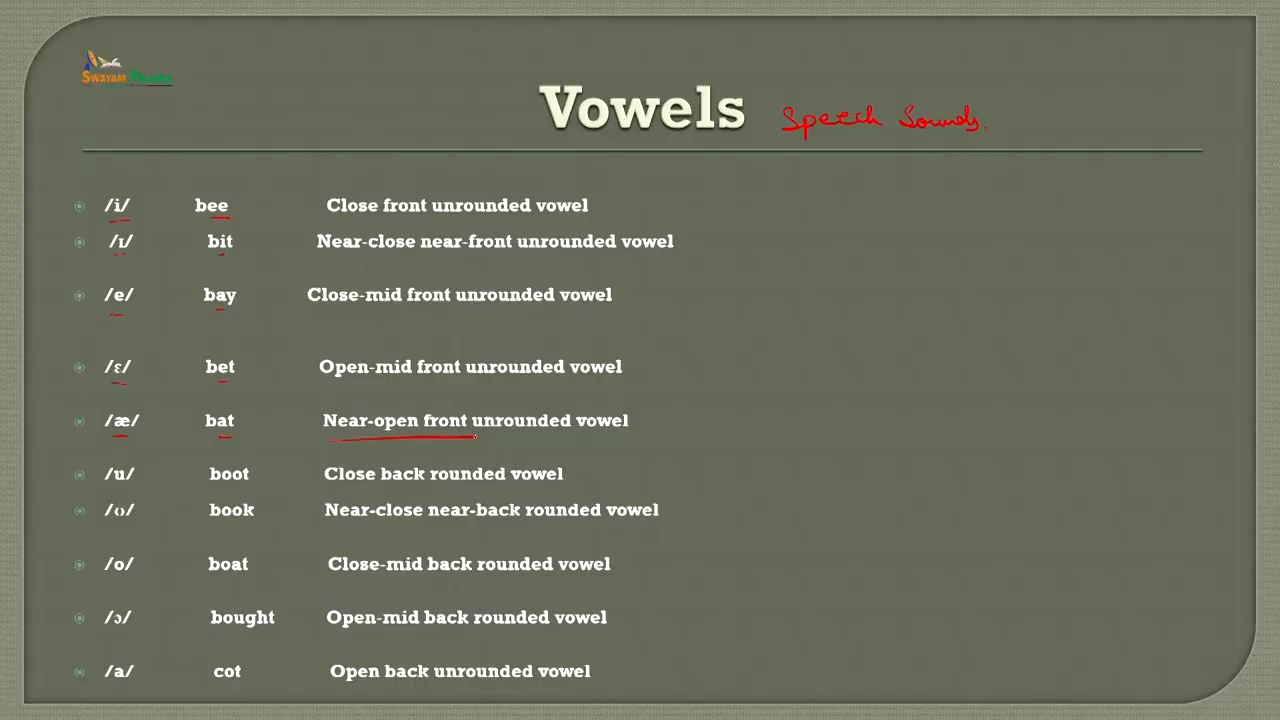 SWAYAM PRABHA
Vowels Speech Sounds.
/i/ bee Close front unrounded vowel
/ɪ/ bit Near-close near-front unrounded vowel
/e/ bay Close-mid front unrounded vowel
/ɛ/ bet Open-mid front unrounded vowel
/æ/ bat Near-open front unrounded vowel
/u/ boot Close back rounded vowel
/ʊ/ book Near-close near-back rounded vowel
/o/ boat Close-mid back rounded vowel
/ɔ/ bought Open-mid back rounded vowel
/a/ cot Open back unrounded vowel